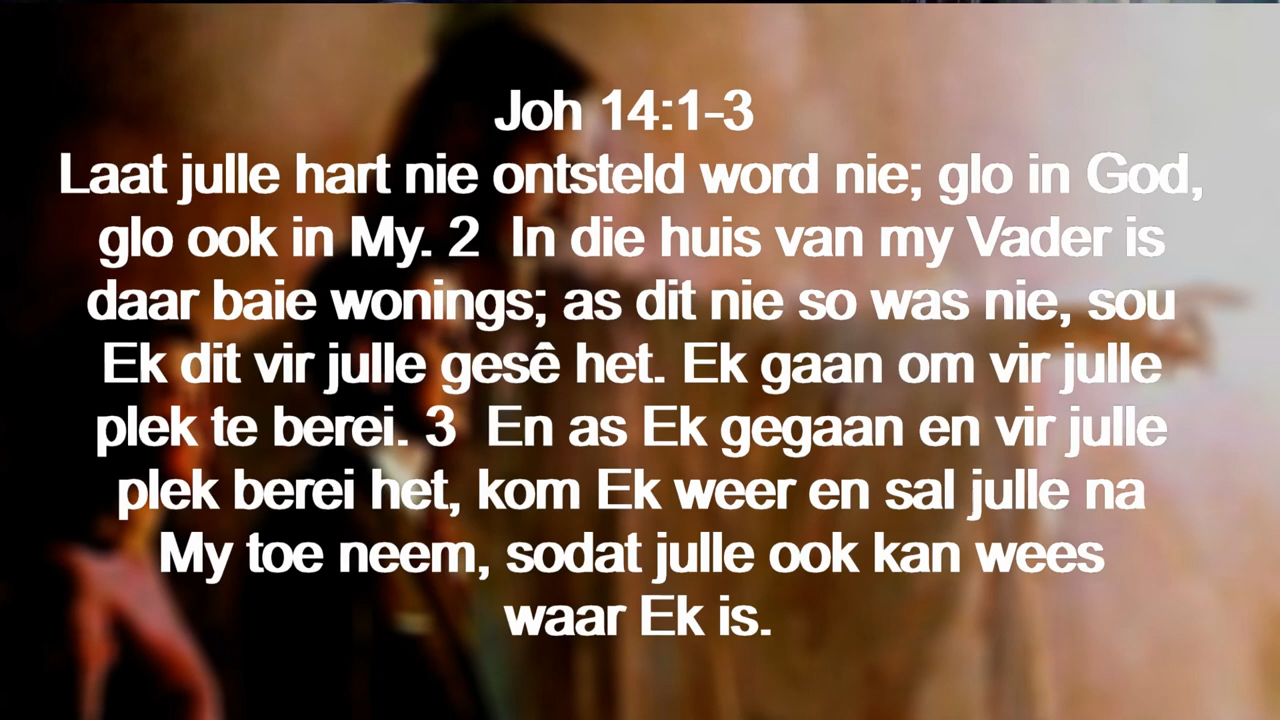 Joh 14:1-3
Laat julle hart nie ontsteld word nie; glo in God,
glo ook in My. 2  In die huis van my Vader is
daar baie wonings; as dit nie so was nie, sou
Ek dit vir julle gesê het. Ek gaan om vir julle
plek te berei. 3  En as Ek gegaan en vir julle
plek berei het, kom Ek weer en sal julle na
My toe neem, sodat julle ook kan wees
waar Ek is.